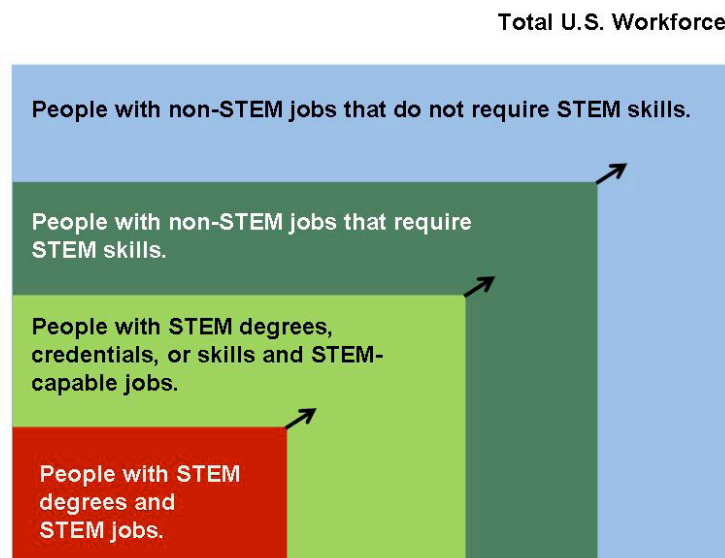 Total U.S. Workforce
People with non-STEM jobs that do not require STEM skills.
People with non-STEM jobs that require
STEM skills.
People with STEM degrees,
credentials, or skills and STEM-
capable jobs.
People with STEM
degrees and
STEM jobs.